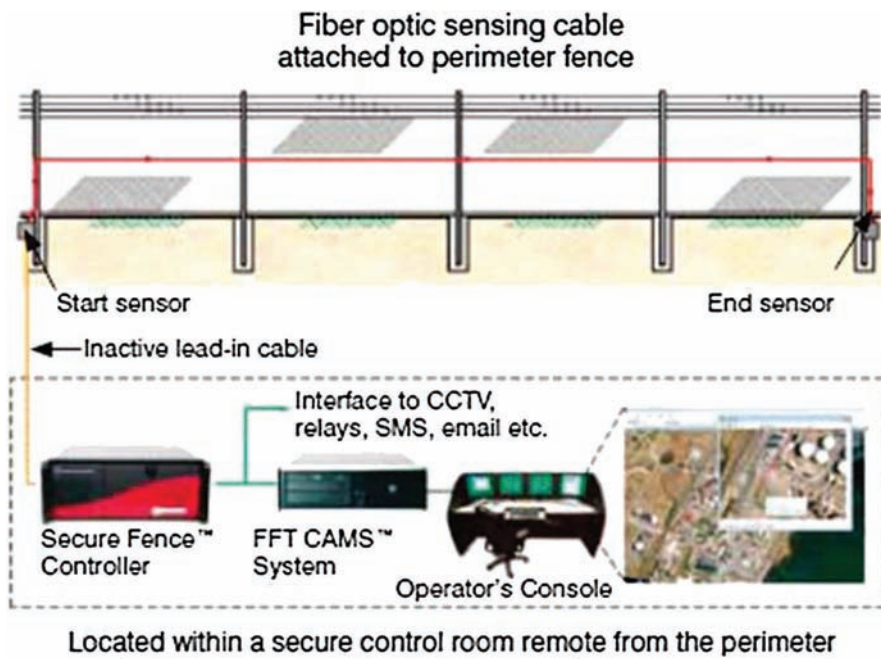 Fiber optic sensing cable
attached to perimeter fence
Start sensor
End sensor
Inactive lead-in cable
Interface to CCTV,
relays, SMS, email etc.
Secure Fence™
Controller
FFT CAMS™
System
Operator's Console
Located within a secure control room remote from the perimeter